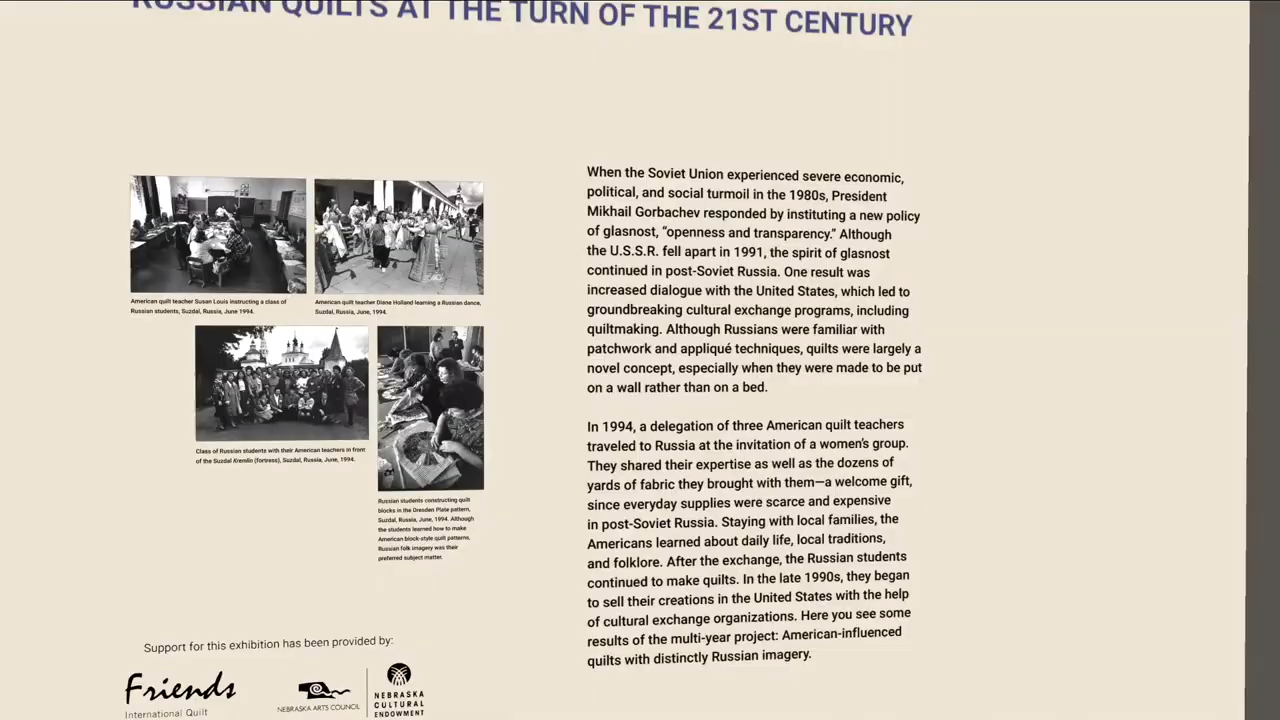 RUSSIAN QUILTS AT THE TURN OF THE 21ST CENTURY
American quilt teacher Susan Louis instructing a class of
Russian students, Suzdal, Russia, June 1994.
American quilt teacher Diane Holland learning a Russian dance,
Suzdal, Russia, June 1994.
Class of Russian students with their American teachers in front
of the Suzdal Kremlin (fortress), Suzdal, Russia, June, 1994.
Russian students constructing quilt
blocks in the Dresden Plate pattern,
Suzdal, Russia, June, 1994. Although
the students learned how to make
American block-style quilt patterns,
Russian folk imagery was their
preferred subject matter.
When the Soviet Union experienced severe economic,
political, and social turmoil in the 1980s, President
Mikhail Gorbachev responded by instituting a new policy
of glasnost, “openness and transparency.” Although
the U.S.S.R. fell apart in 1991, the spirit of glasnost
continued in post-Soviet Russia. One result was
increased dialogue with the United States, which led to
groundbreaking cultural exchange programs, including
quiltmaking. Although Russians were familiar with
patchwork and appliqué techniques, quilts were largely a
novel concept, especially when they were made to be put
on a wall rather than on a bed.
In 1994, a delegation of three American quilt teachers
traveled to Russia at the invitation of a women’s group.
They shared their expertise as well as the dozens of
yards of fabric they brought with them—a welcome gift,
since everyday supplies were scarce and expensive
in post-Soviet Russia. Staying with local families, the
Americans learned about daily life, local traditions,
and folklore. After the exchange, the Russian students
continued to make quilts. In the late 1990s, they began
to sell their creations in the United States with the help
of cultural exchange organizations. Here you see some
results of the multi-year project: American-influenced
quilts with distinctly Russian imagery.
Support for this exhibition has been provided by:
Friends
International Quilt
NEBRASKA ARTS COUNCIL
NEBRASKA
CULTURAL
ENDOWMENT